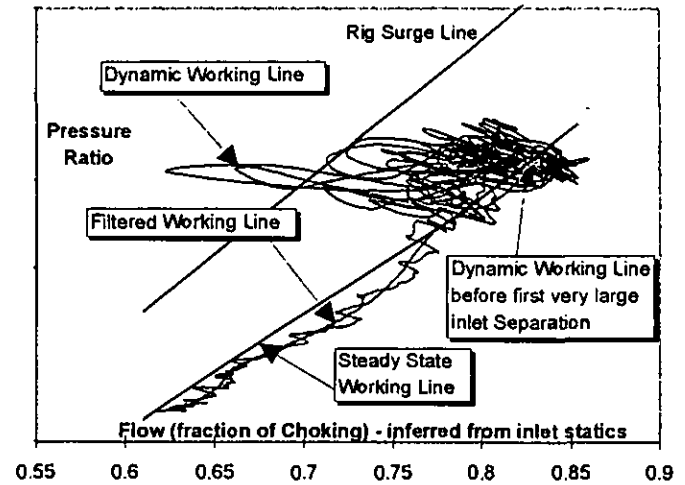 Rig Surge Line
Dynamic Working Line
Pressure
Ratio
Filtered Working Line
Dynamic Working Line
before first very large
inlet Separation
Steady State
Working Line
Flow (fraction of Choking) - inferred from inlet statics
0.55 0.6 0.65 0.7 0.75 0.8 0.85 0.9